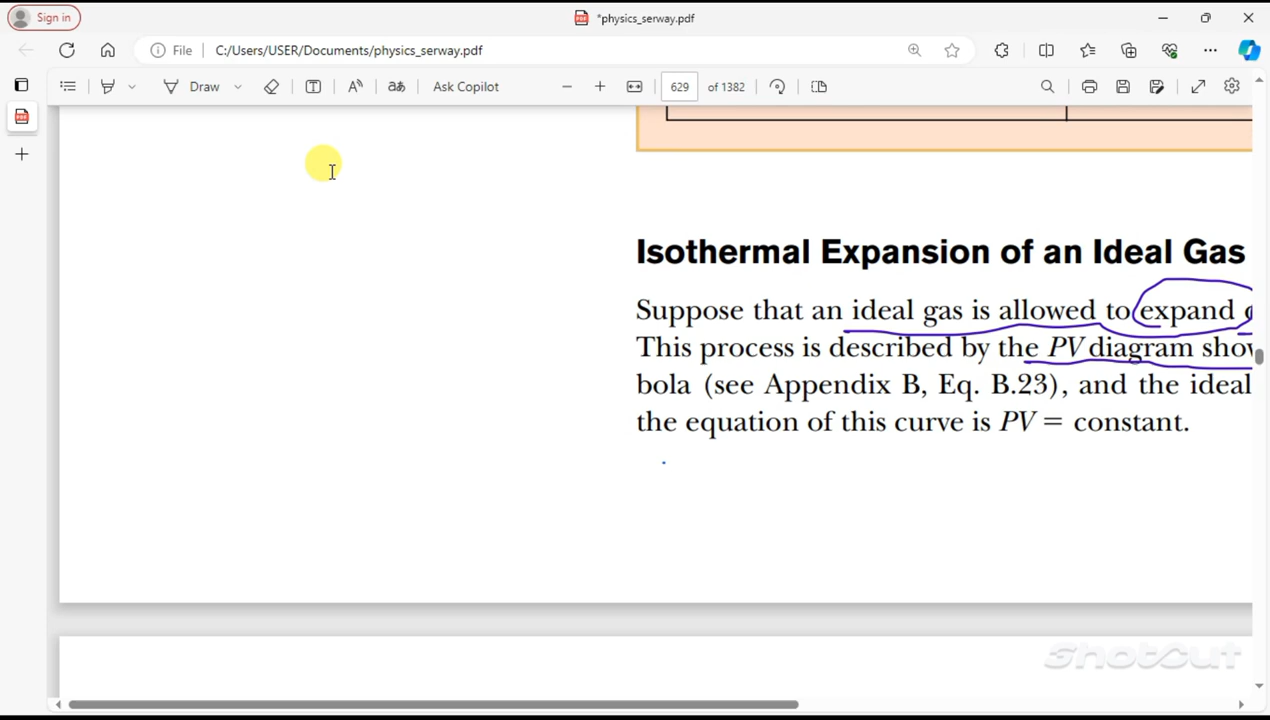 Sign in
*physics_serway.pdf
File
C:/Users/USER/Documents/physics_serway.pdf
Draw
Ask Copilot
629
of 1382
Isothermal Expansion of an Ideal Gas
Suppose that an ideal gas is allowed to expand
This process is described by the PV diagram show
bola (see Appendix B, Eq. B.23), and the ideal
the equation of this curve is PV = constant.
Shotcut